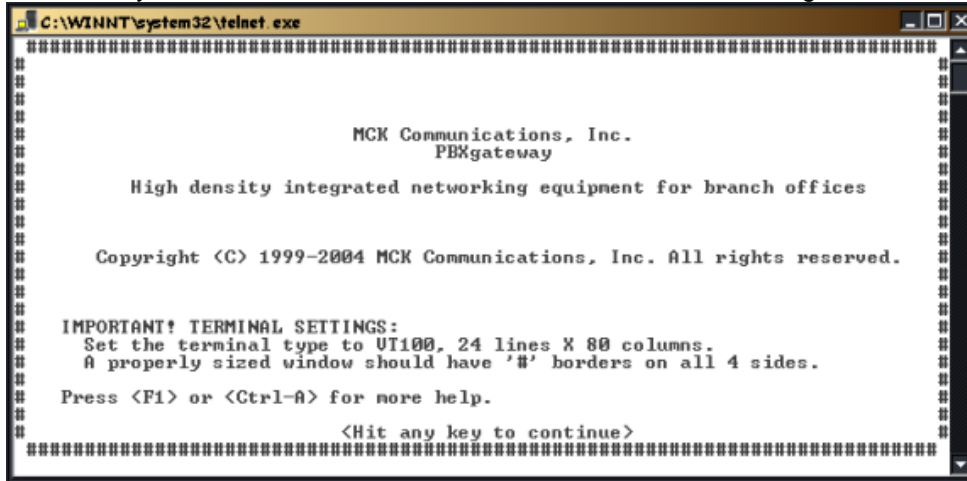 C:\WINNT\system32\telnet.exe
##############################################################################
#                                                                              #
#                                                                              #
#                                                                              #
#                                                                              #
#                           MCK Communications, Inc.                           #
#                                  PBXgateway                                  #
#                                                                              #
#        High density integrated networking equipment for branch offices       #
#                                                                              #
#                                                                              #
#                                                                              #
#     Copyright (C) 1999-2004 MCK Communications, Inc. All rights reserved.    #
#                                                                              #
#                                                                              #
#                                                                              #
#  IMPORTANT! TERMINAL SETTINGS:                                               #
#    Set the terminal type to VT100, 24 lines X 80 columns.                    #
#    A properly sized window should have '#' borders on all 4 sides.           #
#                                                                              #
#  Press <F1> or <Ctrl-A> for more help.                                       #
#                                                                              #
#                          <Hit any key to continue>                           #
##############################################################################